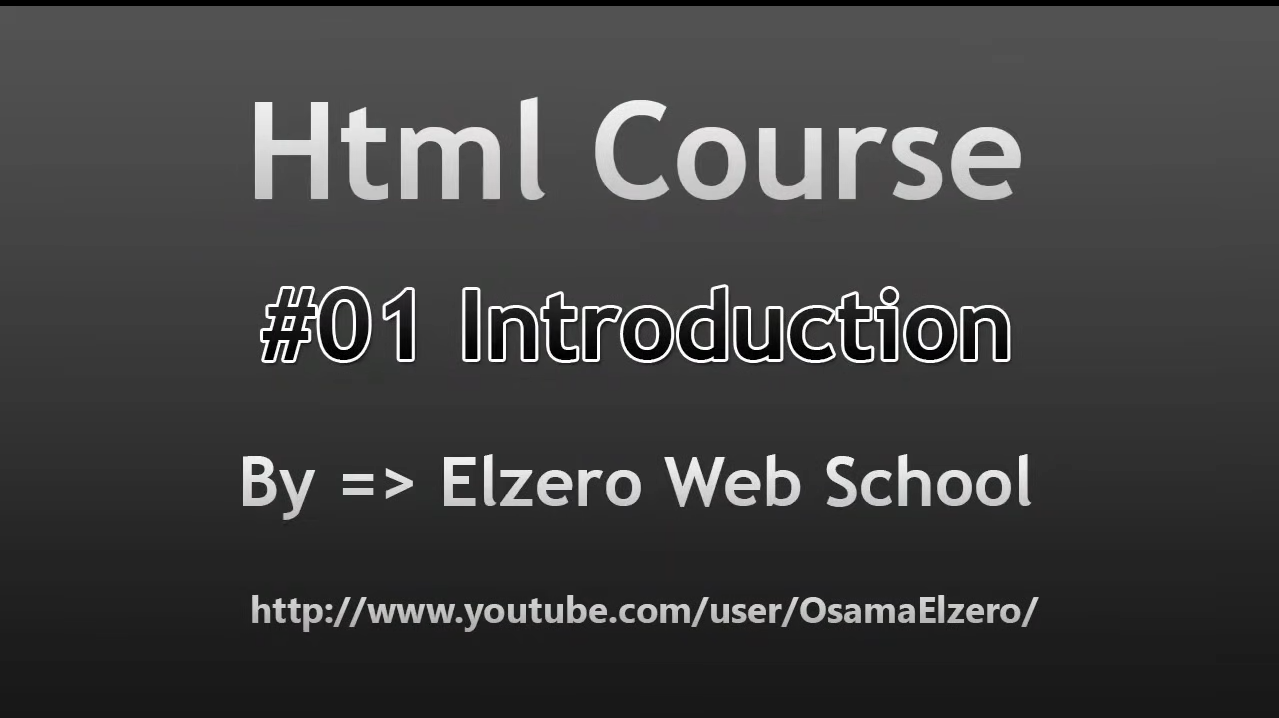 Html Course
#01 Introduction
By => Elzero Web School
http://www.youtube.com/user/OsamaElzero/